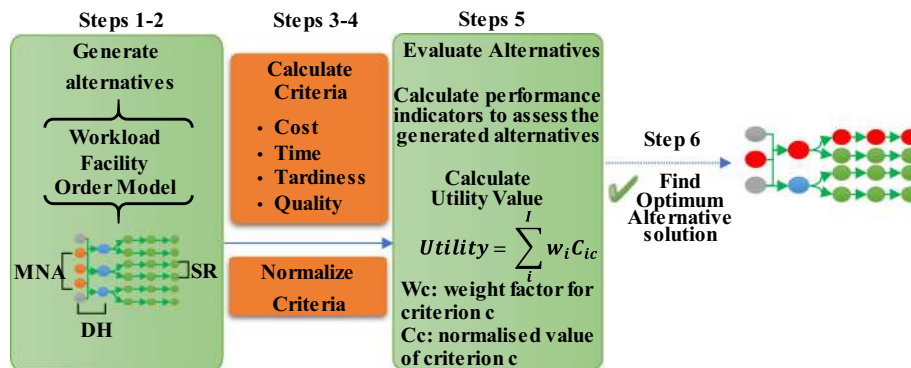 Steps 1-2
Generate
alternatives
Workload
Facility
Order Model
MNA
SR
DH
Steps 3-4
Calculate
Criteria
• Cost
• Time
• Tardiness
• Quality
Normalize
Criteria
Steps 5
Evaluate Alternatives
Calculate performance
indicators to assess the
generated alternatives
Calculate
Utility Value
Utility = ∑ᵢᴵ wᵢCᵢc
Wc: weight factor for
criterion c
Cc: normalised value
of criterion c
Step 6
Find
Optimum
Alternative
solution